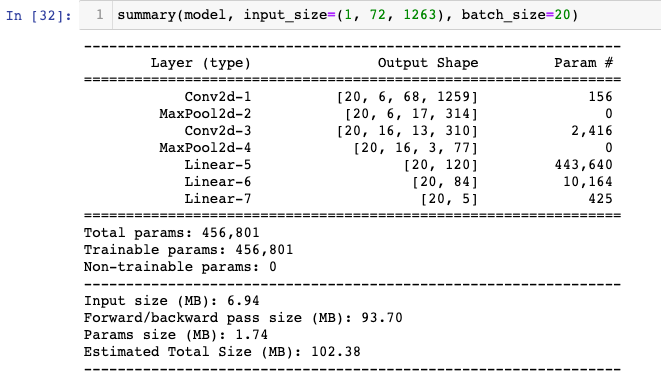 In [32]: 1 summary(model, input_size=(1, 72, 1263), batch_size=20)
----------------------------------------------------------------
Layer (type) Output Shape Param #
================================================================
Conv2d-1 [20, 6, 68, 1259] 156
MaxPool2d-2 [20, 6, 17, 314] 0
Conv2d-3 [20, 16, 13, 310] 2,416
MaxPool2d-4 [20, 16, 3, 77] 0
Linear-5 [20, 120] 443,640
Linear-6 [20, 84] 10,164
Linear-7 [20, 5] 425
================================================================
Total params: 456,801
Trainable params: 456,801
Non-trainable params: 0
----------------------------------------------------------------
Input size (MB): 6.94
Forward/backward pass size (MB): 93.70
Params size (MB): 1.74
Estimated Total Size (MB): 102.38
----------------------------------------------------------------